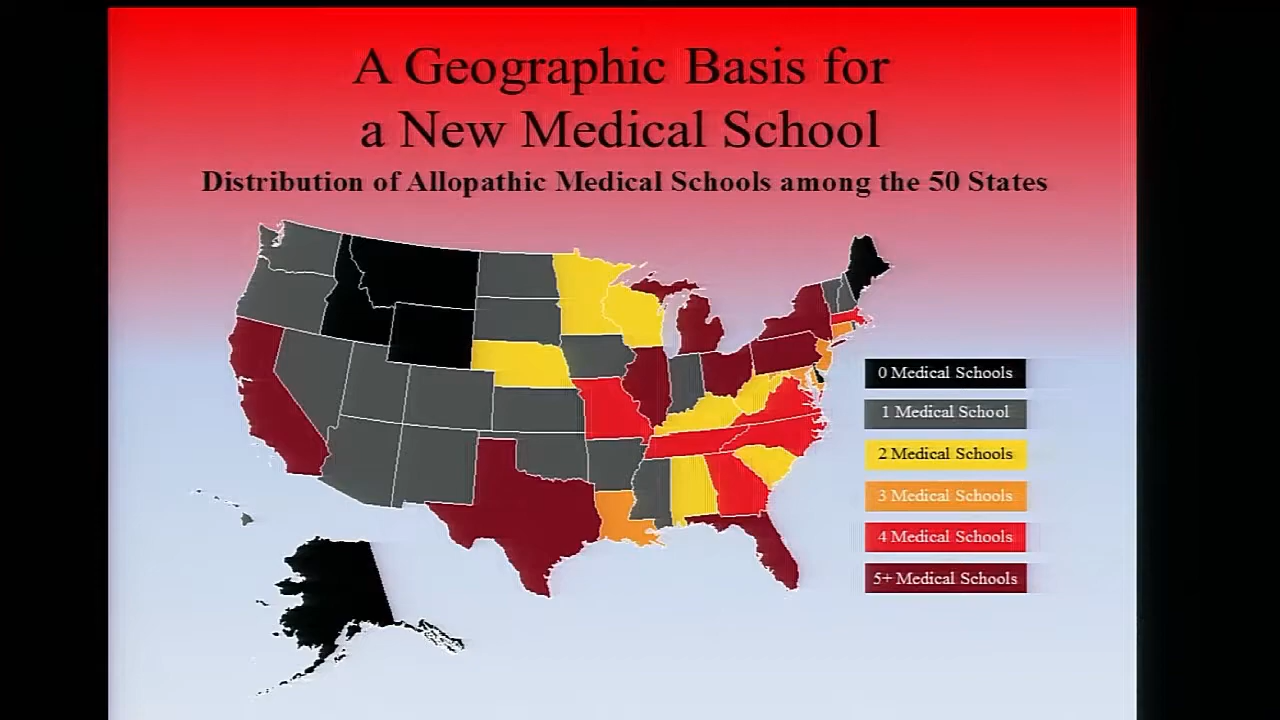 A Geographic Basis for
a New Medical School
Distribution of Allopathic Medical Schools among the 50 States
0 Medical Schools
1 Medical School
2 Medical Schools
3 Medical Schools
4 Medical Schools
5+ Medical Schools